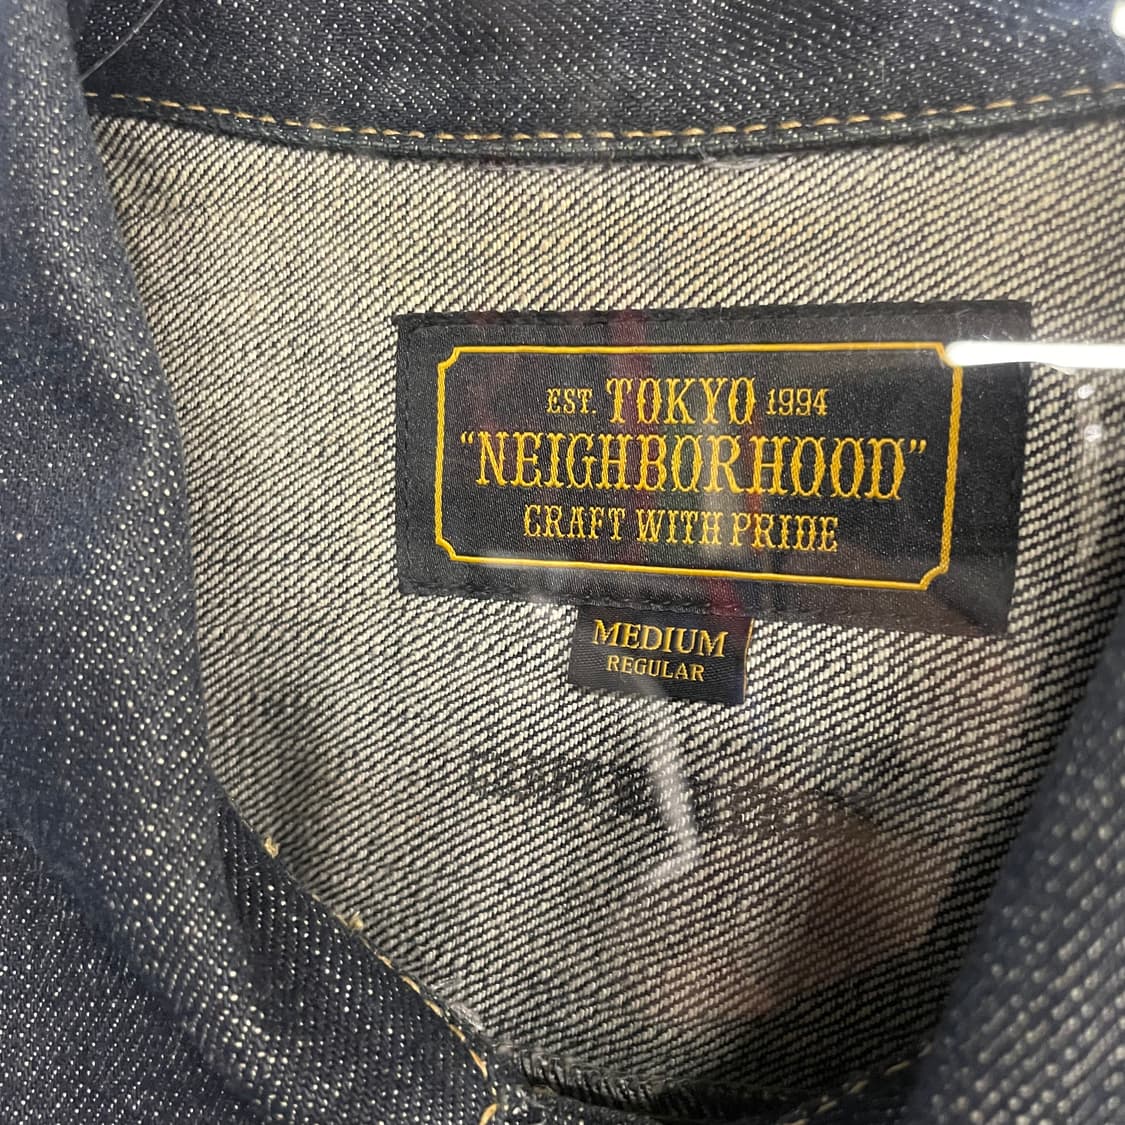 EST. TOKYO 1994
"NEIGHBORHOOD"
CRAFT WITH PRIDE
MEDIUM
REGULAR